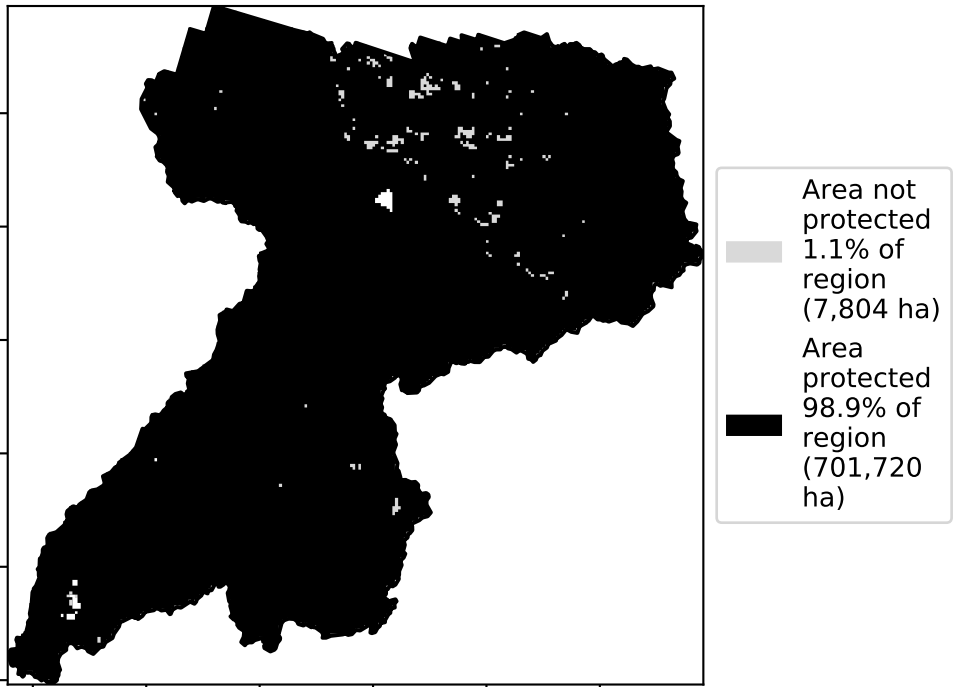 Area not
protected
1.1% of
region
(7,804 ha)
Area
protected
98.9% of
region
(701,720
ha)